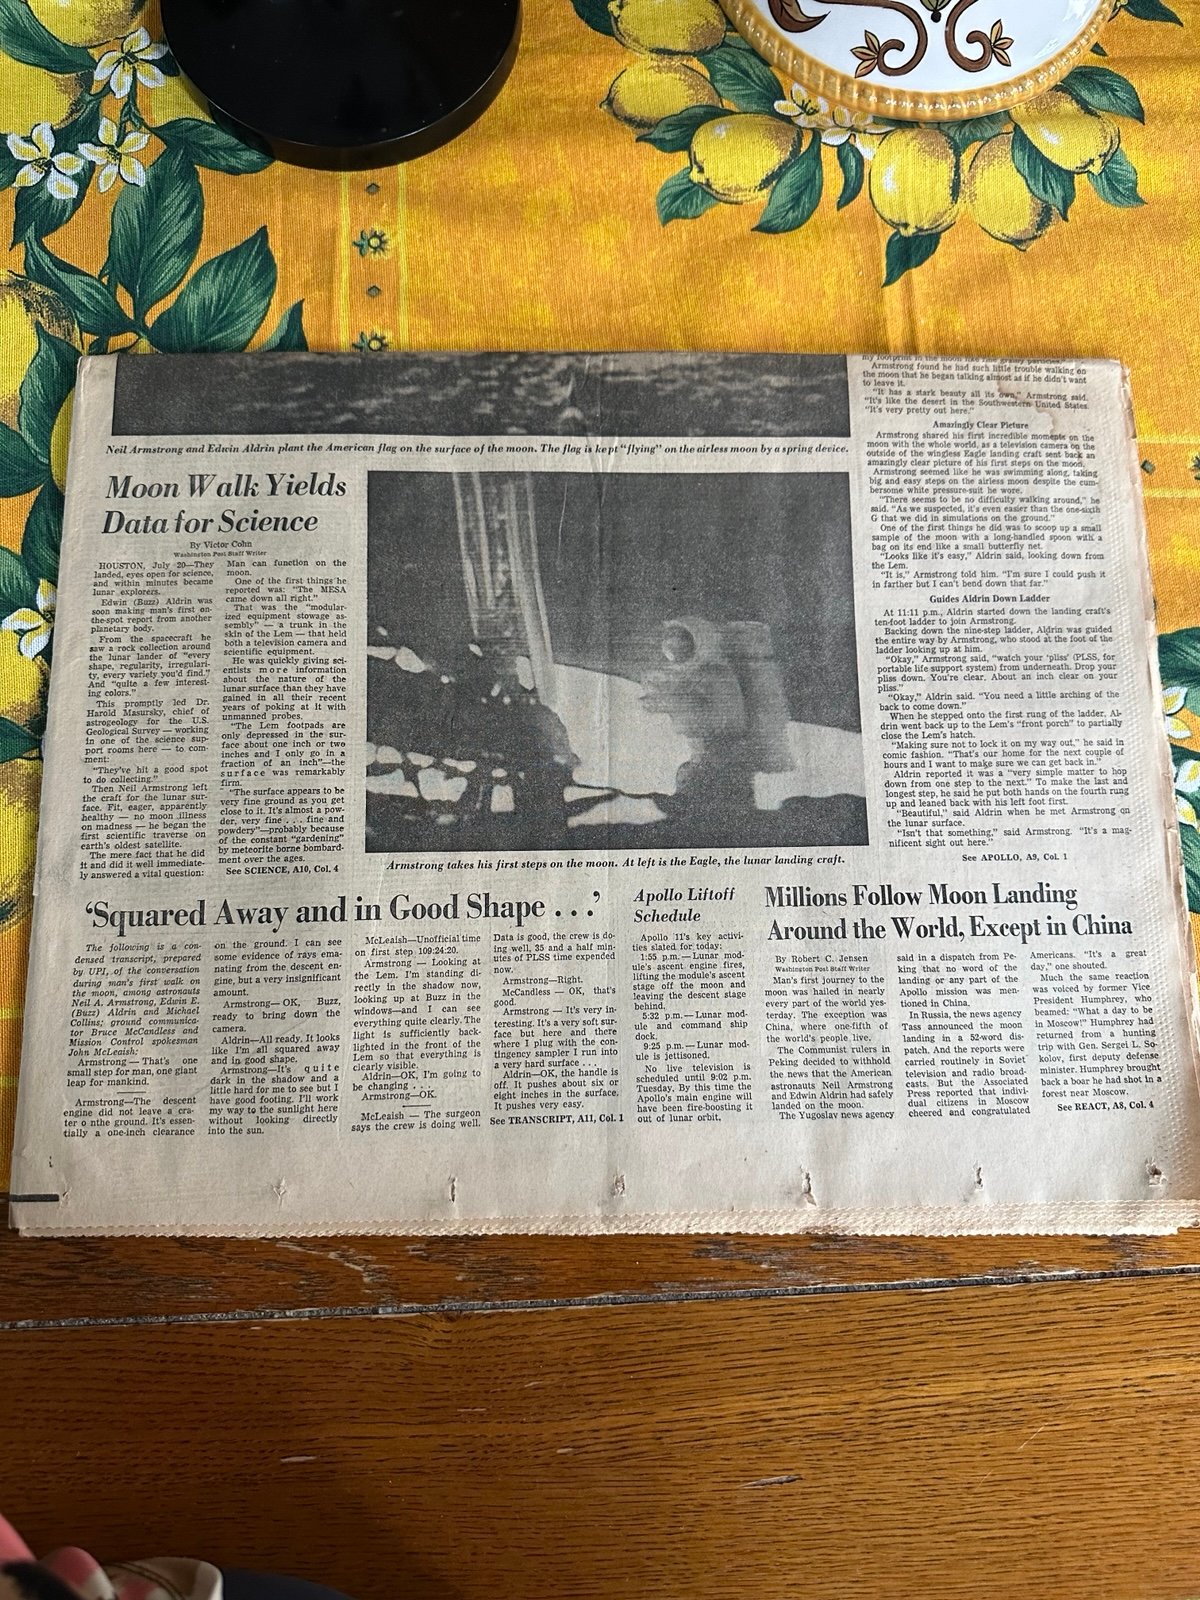 Neil Armstrong and Edwin Aldrin plant the American flag on the surface of the moon. The flag is kept "flying" on the airless moon by a spring device.
Moon Walk Yields
Data for Science
By Victor Cohn
Washington Post Staff Writer
HOUSTON, July 20—They
landed, eyes open for science,
and within minutes became
lunar explorers.
Edwin (Buzz) Aldrin was
soon making man's first on-
the-spot report from another
planetary body.
From the spacecraft he
saw a rock collection around
the lunar lander of "every
shape, regularity, irregulari-
ty, every variety you'd find."
And "quite a few interest-
ing colors."
This promptly led Dr.
Harold Masursky, chief of
astrogeology for the U.S.
Geological Survey — working
in one of the science sup-
port rooms here — to com-
ment:
"They've hit a good spot
to do collecting."
Then Neil Armstrong left
the craft for the lunar sur-
face. Fit, eager, apparently
healthy — no moon illness
on madness — he began the
first scientific traverse on
earth's oldest satellite.
The mere fact that he did
it and did it well immediate-
ly answered a vital question:
Man can function on the
moon.
One of the first things he
reported was: "The MESA
came down all right."
That was the "modular-
ized equipment stowage as-
sembly" — a trunk in the
skin of the Lem — that held
both a television camera and
scientific equipment.
He was quickly giving sci-
entists more information
about the nature of the
lunar surface than they have
gained in all their recent
years of poking at it with
unmanned probes.
"The Lem footpads are
only depressed in the sur-
face about one inch or two
inches and I only go in a
fraction of an inch"—the
surface was remarkably
firm.
"The surface appears to be
very fine ground as you get
close to it. It's almost a pow-
der, very fine . . . fine and
powdery"—probably because
of the constant "gardening"
by meteorite borne bombard-
ment over the ages.
See SCIENCE, A10, Col. 4
Armstrong takes his first steps on the moon. At left is the Eagle, the lunar landing craft.
my footprint in the moon like fine grainy particles."
Armstrong found he had such little trouble walking on
the moon that he began talking almost as if he didn't want
to leave it.
"It has a stark beauty all its own," Armstrong said.
"It's like the desert in the Southwestern United States.
"It's very pretty out here."
Amazingly Clear Picture
Armstrong shared his first incredible moments on the
moon with the whole world, as a television camera on the
outside of the wingless Eagle landing craft sent back an
amazingly clear picture of his first steps on the moon.
Armstrong seemed like he was swimming along, taking
big and easy steps on the airless moon despite the cum-
bersome white pressure-suit he wore.
"There seems to be no difficulty walking around," he
said. "As we suspected, it's even easier than the one-sixth
G that we did in simulations on the ground."
One of the first things he did was to scoop up a small
sample of the moon with a long-handled spoon with a
bag on its end like a small butterfly net.
"Looks like it's easy," Aldrin said, looking down from
the Lem.
"It is," Armstrong told him. "I'm sure I could push it
in farther but I can't bend down that far."
Guides Aldrin Down Ladder
At 11:11 p.m., Aldrin started down the landing craft's
ten-foot ladder to join Armstrong.
Backing down the nine-step ladder, Aldrin was guided
the entire way by Armstrong, who stood at the foot of the
ladder looking up at him.
"Okay," Armstrong said, "watch your 'pliss' (PLSS, for
portable life support system) from underneath. Drop your
pliss down. You're clear. About an inch clear on your
pliss."
"Okay," Aldrin said. "You need a little arching of the
back to come down."
When he stepped onto the first rung of the ladder, Al-
drin went back up to the Lem's "front porch" to partially
close the Lem's hatch.
"Making sure not to lock it on my way out," he said in
comic fashion. "That's our home for the next couple of
hours and I want to make sure we can get back in."
Aldrin reported it was a "very simple matter to hop
down from one step to the next." To make the last and
longest step, he said he put both hands on the fourth rung
up and leaned back with his left foot first.
"Beautiful," said Aldrin when he met Armstrong on
the lunar surface.
"Isn't that something," said Armstrong. "It's a mag-
nificent sight out here."
See APOLLO, A9, Col. 1
'Squared Away and in Good Shape . . .'
The following is a con-
densed transcript, prepared
by UPI, of the conversation
during man's first walk on
the moon, among astronauts
Neil A. Armstrong, Edwin E.
(Buzz) Aldrin and Michael
Collins; ground communica-
tor Bruce McCandless and
Mission Control spokesman
John McLeaish:
Armstrong — That's one
small step for man, one giant
leap for mankind.
Armstrong—The descent
engine did not leave a cra-
ter o nthe ground. It's essen-
tially a one-inch clearance
on the ground. I can see
some evidence of rays ema-
nating from the descent en-
gine, but a very insignificant
amount.
Armstrong— OK, Buzz,
ready to bring down the
camera.
Aldrin—All ready. It looks
like I'm all squared away
and in good shape.
Armstrong—It's quite
dark in the shadow and a
little hard for me to see but I
have good footing. I'll work
my way to the sunlight here
without looking directly
into the sun.
McLeaish—Unofficial time
on first step 109:24:20.
Armstrong — Looking at
the Lem. I'm standing di-
rectly in the shadow now,
looking up at Buzz in the
windows—and I can see
everything quite clearly. The
light is sufficiently back-
lighted in the front of the
Lem so that everything is
clearly visible.
Aldrin—OK, I'm going to
be changing . . .
Armstrong—OK.
McLeaish — The surgeon
says the crew is doing well.
Data is good, the crew is do-
ing well, 35 and a half min-
utes of PLSS time expended
now.
Armstrong—Right.
McCandless — OK, that's
good.
Armstrong — It's very in-
teresting. It's a very soft sur-
face but here and there
where I plug with the con-
tingency sampler I run into
a very hard surface . . .
Aldrin—OK, the handle is
off. It pushes about six or
eight inches in the surface.
It pushes very easy.
See TRANSCRIPT, A11, Col. 1
Apollo Liftoff
Schedule
Apollo 11's key activi-
ties slated for today:
1:55 p.m. — Lunar mod-
ule's ascent engine fires,
lifting the module's ascent
stage off the moon and
leaving the descent stage
behind.
5:32 p.m. — Lunar mod-
ule and command ship
dock.
9:25 p.m.—Lunar mod-
ule is jettisoned.
No live television is
scheduled until 9:02 p.m.
Tuesday. By this time the
Apollo's main engine will
have been fire-boosting it
out of lunar orbit.
Millions Follow Moon Landing
Around the World, Except in China
By Robert C. Jensen
Washington Post Staff Writer
Man's first journey to the
moon was hailed in nearly
every part of the world yes-
terday. The exception was
China, where one-fifth of
the world's people live.
The Communist rulers in
Peking decided to withhold
the news that the American
astronauts Neil Armstrong
and Edwin Aldrin had safely
landed on the moon.
The Yugoslav news agency
said in a dispatch from Pe-
king that no word of the
landing or any part of the
Apollo mission was men-
tioned in China.
In Russia, the news agency
Tass announced the moon
landing in a 52-word dis-
patch. And the reports were
carried routinely in Soviet
television and radio broad-
casts. But the Associated
Press reported that indivi-
dual citizens in Moscow
cheered and congratulated
Americans. "It's a great
day," one shouted.
Much the same reaction
was voiced by former Vice
President Humphrey, who
beamed: "What a day to be
in Moscow!" Humphrey had
returned from a hunting
trip with Gen. Sergei L. So-
kolov, first deputy defense
minister. Humphrey brought
back a boar he had shot in a
forest near Moscow.
See REACT, A8, Col. 4